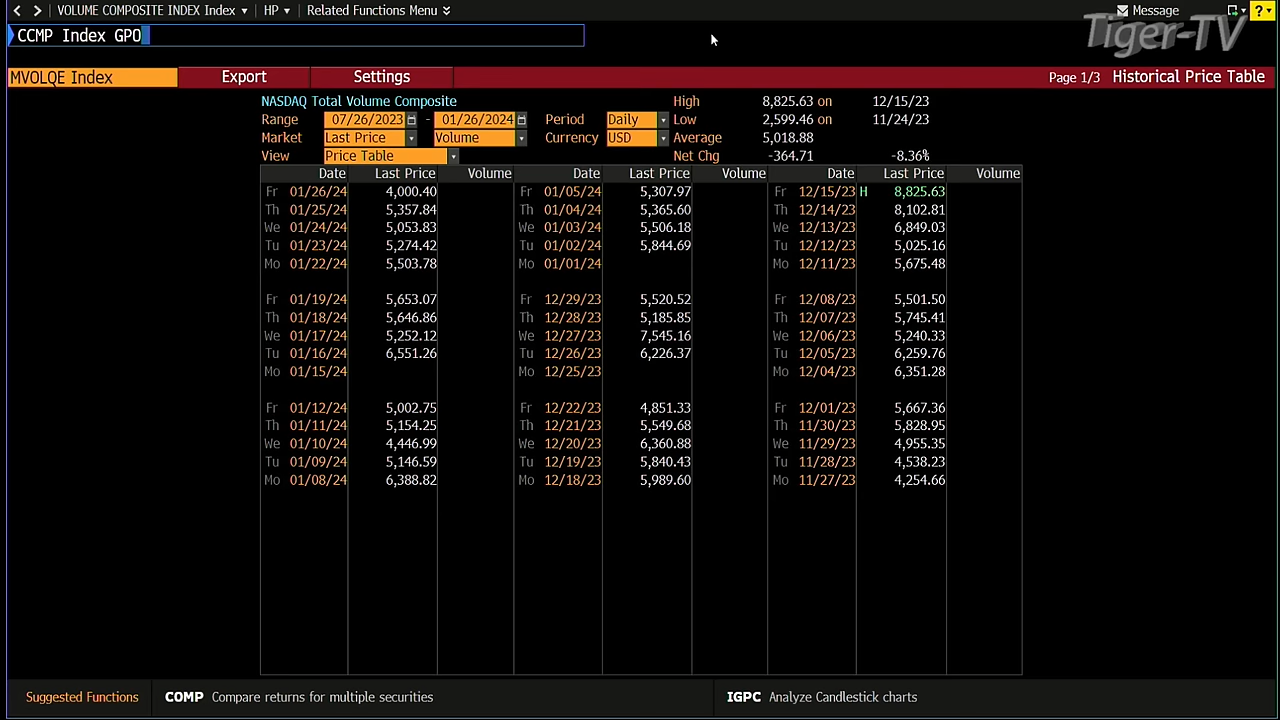 VOLUME COMPOSITE INDEX Index HP Related Functions Menu Message ?
Tiger-TV
CCMP Index GPO
MVOLQE Index Export Settings Page 1/3 Historical Price Table
NASDAQ Total Volume Composite High 8,825.63 on 12/15/23
Range 07/26/2023 - 01/26/2024 Period Daily Low 2,599.46 on 11/24/23
Market Last Price Volume Currency USD Average 5,018.88
View Price Table Net Chg -364.71 -8.36%
Date Last Price Volume Date Last Price Volume Date Last Price Volume
Fr 01/26/24 4,000.40 Fr 01/05/24 5,307.97 Fr 12/15/23 H 8,825.63
Th 01/25/24 5,357.84 Th 01/04/24 5,365.60 Th 12/14/23 8,102.81
We 01/24/24 5,053.83 We 01/03/24 5,506.18 We 12/13/23 6,849.03
Tu 01/23/24 5,274.42 Tu 01/02/24 5,844.69 Tu 12/12/23 5,025.16
Mo 01/22/24 5,503.78 Mo 01/01/24 Mo 12/11/23 5,675.48
Fr 01/19/24 5,653.07 Fr 12/29/23 5,520.52 Fr 12/08/23 5,501.50
Th 01/18/24 5,646.86 Th 12/28/23 5,185.85 Th 12/07/23 5,745.41
We 01/17/24 5,252.12 We 12/27/23 7,545.16 We 12/06/23 5,240.33
Tu 01/16/24 6,551.26 Tu 12/26/23 6,226.37 Tu 12/05/23 6,259.76
Mo 01/15/24 Mo 12/25/23 Mo 12/04/23 6,351.28
Fr 01/12/24 5,002.75 Fr 12/22/23 4,851.33 Fr 12/01/23 5,667.36
Th 01/11/24 5,154.25 Th 12/21/23 5,549.68 Th 11/30/23 5,828.95
We 01/10/24 4,446.99 We 12/20/23 6,360.88 We 11/29/23 4,955.35
Tu 01/09/24 5,146.59 Tu 12/19/23 5,840.43 Tu 11/28/23 4,538.23
Mo 01/08/24 6,388.82 Mo 12/18/23 5,989.60 Mo 11/27/23 4,254.66
Suggested Functions COMP Compare returns for multiple securities IGPC Analyze Candlestick charts